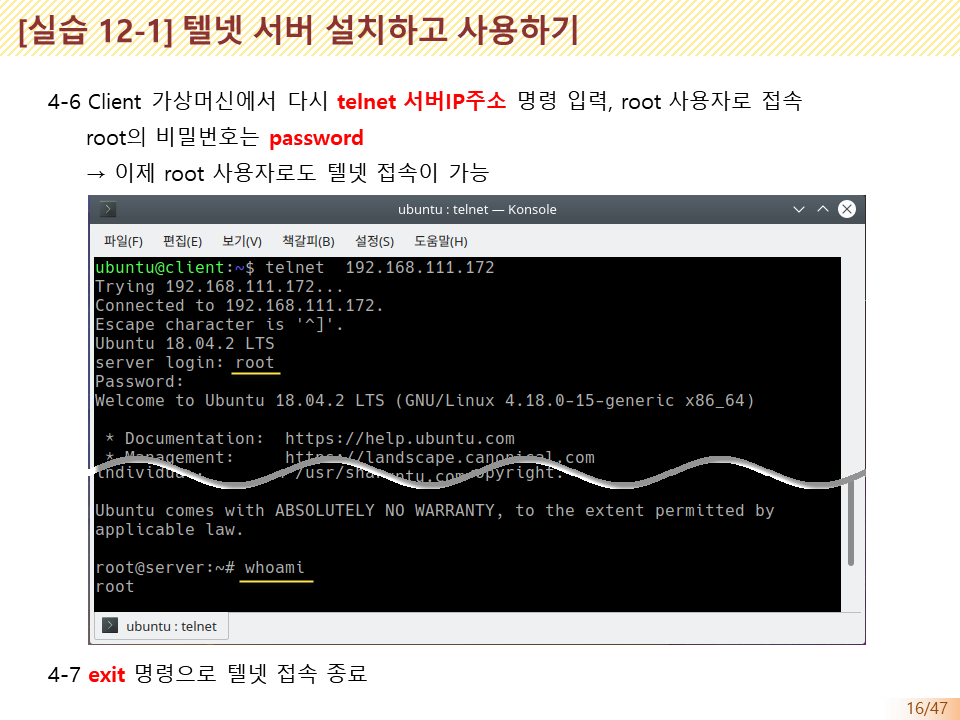 [실습 12-1] 텔넷 서버 설치하고 사용하기
4-6 Client 가상머신에서 다시 telnet 서버IP주소 명령 입력, root 사용자로 접속
root의 비밀번호는 password
→ 이제 root 사용자로도 텔넷 접속이 가능
ubuntu : telnet — Konsole
파일(F) 편집(E) 보기(V) 책갈피(B) 설정(S) 도움말(H)
ubuntu@client:~$ telnet  192.168.111.172
Trying 192.168.111.172...
Connected to 192.168.111.172.
Escape character is '^]'.
Ubuntu 18.04.2 LTS
server login: root
Password:
Welcome to Ubuntu 18.04.2 LTS (GNU/Linux 4.18.0-15-generic x86_64)
* Documentation:  https://help.ubuntu.com
* Management:     https://landscape.canonical.com
Ubuntu comes with ABSOLUTELY NO WARRANTY, to the extent permitted by
applicable law.
root@server:~# whoami
root
ubuntu : telnet
4-7 exit 명령으로 텔넷 접속 종료
16/47